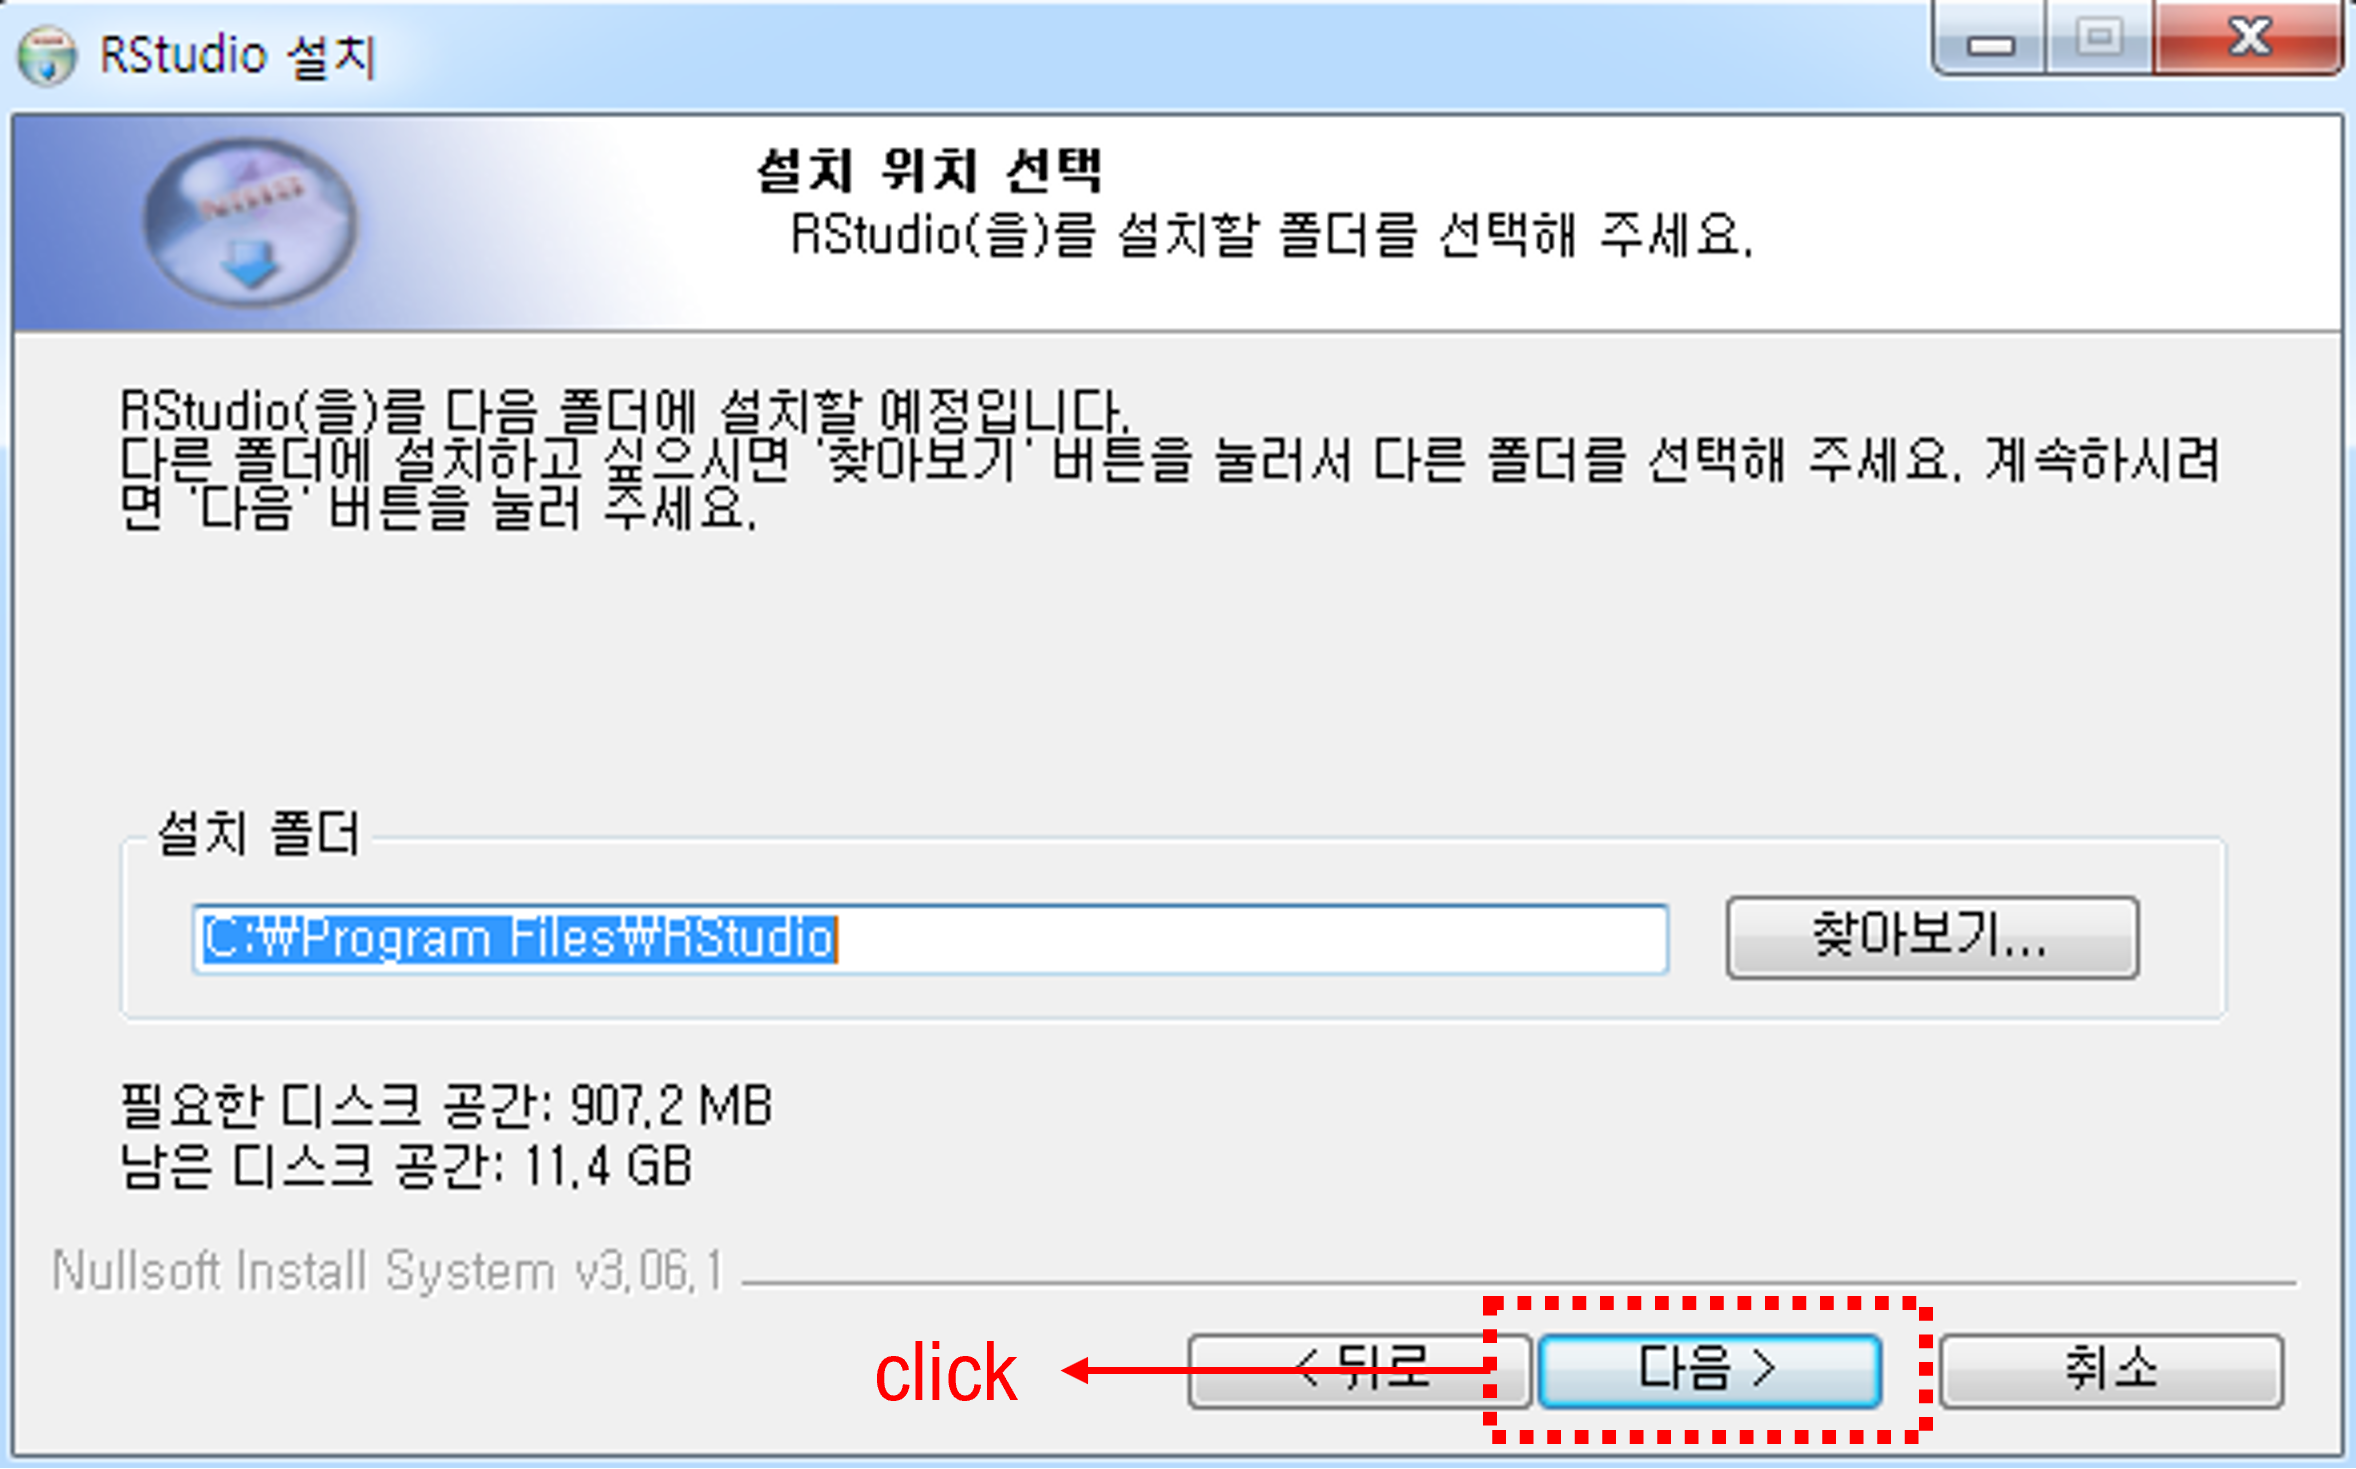 RStudio 설치
설치 위치 선택
RStudio(을)를 설치할 폴더를 선택해 주세요.
RStudio(을)를 다음 폴더에 설치할 예정입니다.
다른 폴더에 설치하고 싶으시면 '찾아보기' 버튼을 눌러서 다른 폴더를 선택해 주세요. 계속하시려
면 '다음' 버튼을 눌러 주세요.
설치 폴더
C:₩Program Files₩RStudio
찾아보기...
필요한 디스크 공간: 907.2 MB
남은 디스크 공간: 11.4 GB
Nullsoft Install System v3.06.1
click
< 뒤로
다음 >
취소